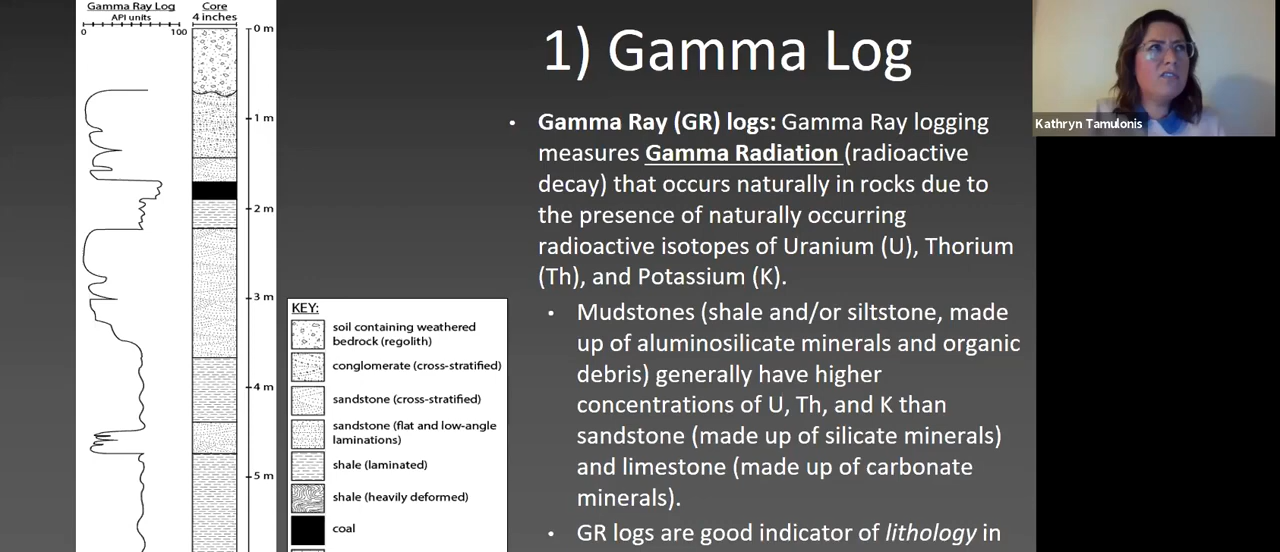 Gamma Ray Log
API units
0
100
Core
4 inches
0 m
1 m
2 m
3 m
4 m
5 m
KEY:
soil containing weathered
bedrock (regolith)
conglomerate (cross-stratified)
sandstone (cross-stratified)
sandstone (flat and low-angle
laminations)
shale (laminated)
shale (heavily deformed)
coal
1) Gamma Log
• Gamma Ray (GR) logs: Gamma Ray logging
measures Gamma Radiation (radioactive
decay) that occurs naturally in rocks due to
the presence of naturally occurring
radioactive isotopes of Uranium (U), Thorium
(Th), and Potassium (K).
• Mudstones (shale and/or siltstone, made
up of aluminosilicate minerals and organic
debris) generally have higher
concentrations of U, Th, and K than
sandstone (made up of silicate minerals)
and limestone (made up of carbonate
minerals).
• GR logs are good indicator of lithology in
Kathryn Tamulonis